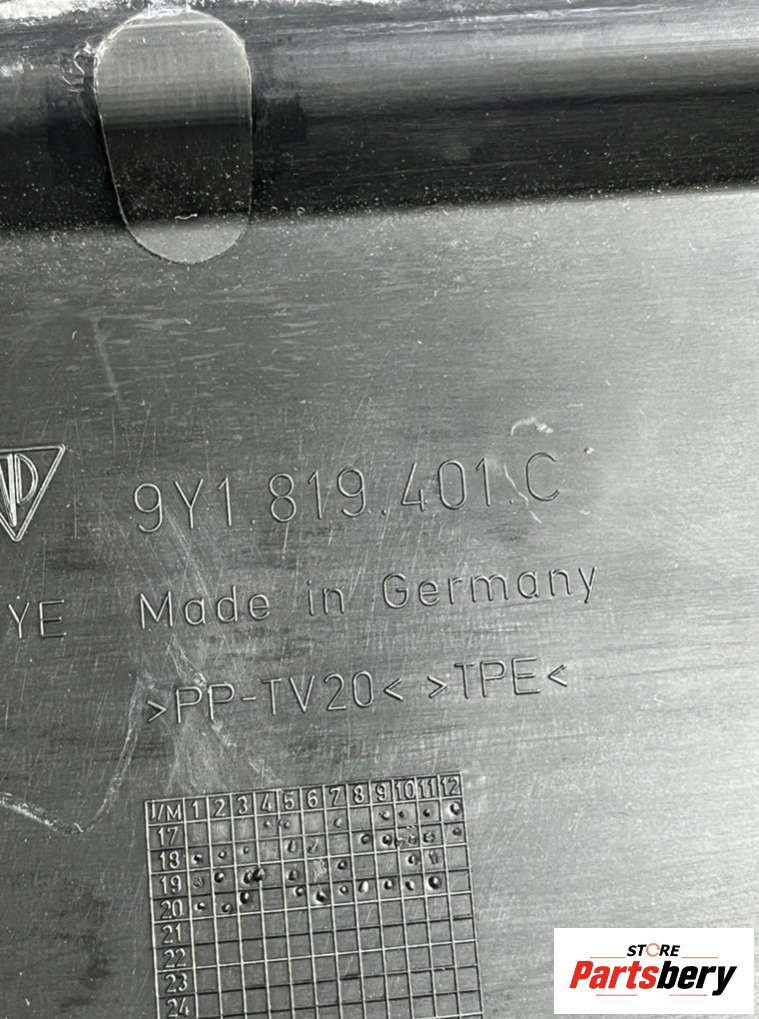 9Y1.819.401.C
YE Made in Germany
>PP-TV20< >TPE<
J/M 1 2 3 4 5 6 7 8 9 10 11 12
17
18
19
20
21
22
23
24
STORE
Partsbery